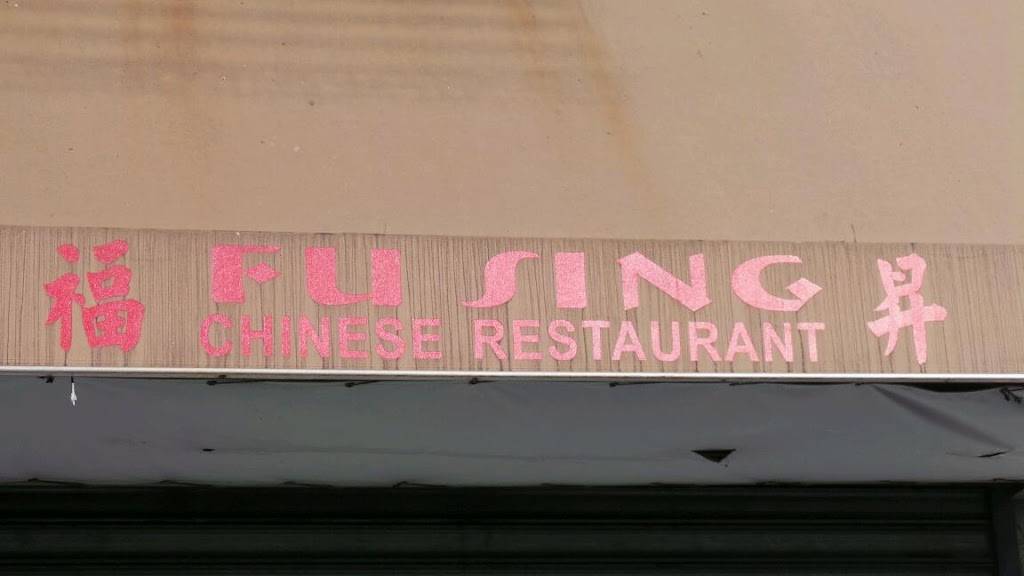 福 FU SING 昇
CHINESE RESTAURANT